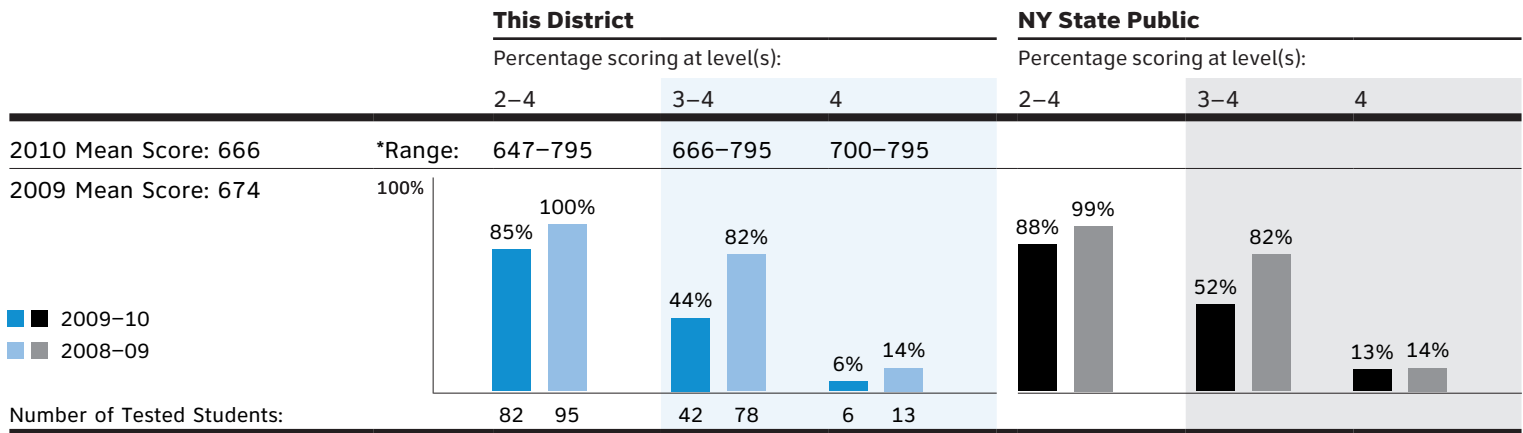 This District NY State Public
Percentage scoring at level(s): Percentage scoring at level(s):
2–4 3–4 4 2–4 3–4 4
2010 Mean Score: 666 *Range: 647–795 666–795 700–795
2009 Mean Score: 674 100%
85% 100% 44% 82% 6% 14% 88% 99% 52% 82% 13% 14%
2009–10
2008–09
Number of Tested Students: 82 95 42 78 6 13